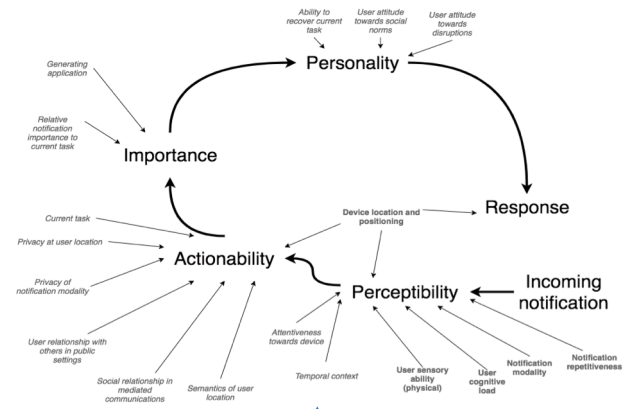 Ability to
recover current
task
User attitude
towards social
norms
User attitude
towards
disruptions
Personality
Generating
application
Relative
notification
importance to
current task
Importance
Response
Device location and
positioning
Current task
Privacy at user location
Actionability
Privacy of
notification modality
Perceptibility
Incoming
notification
User relationship with
others in public
settings
Social relationship in
mediated
communications
Semantics of user
location
Attentiveness
towards device
Temporal context
User sensory
ability
(physical)
User
cognitive
load
Notification
modality
Notification
repetitiveness